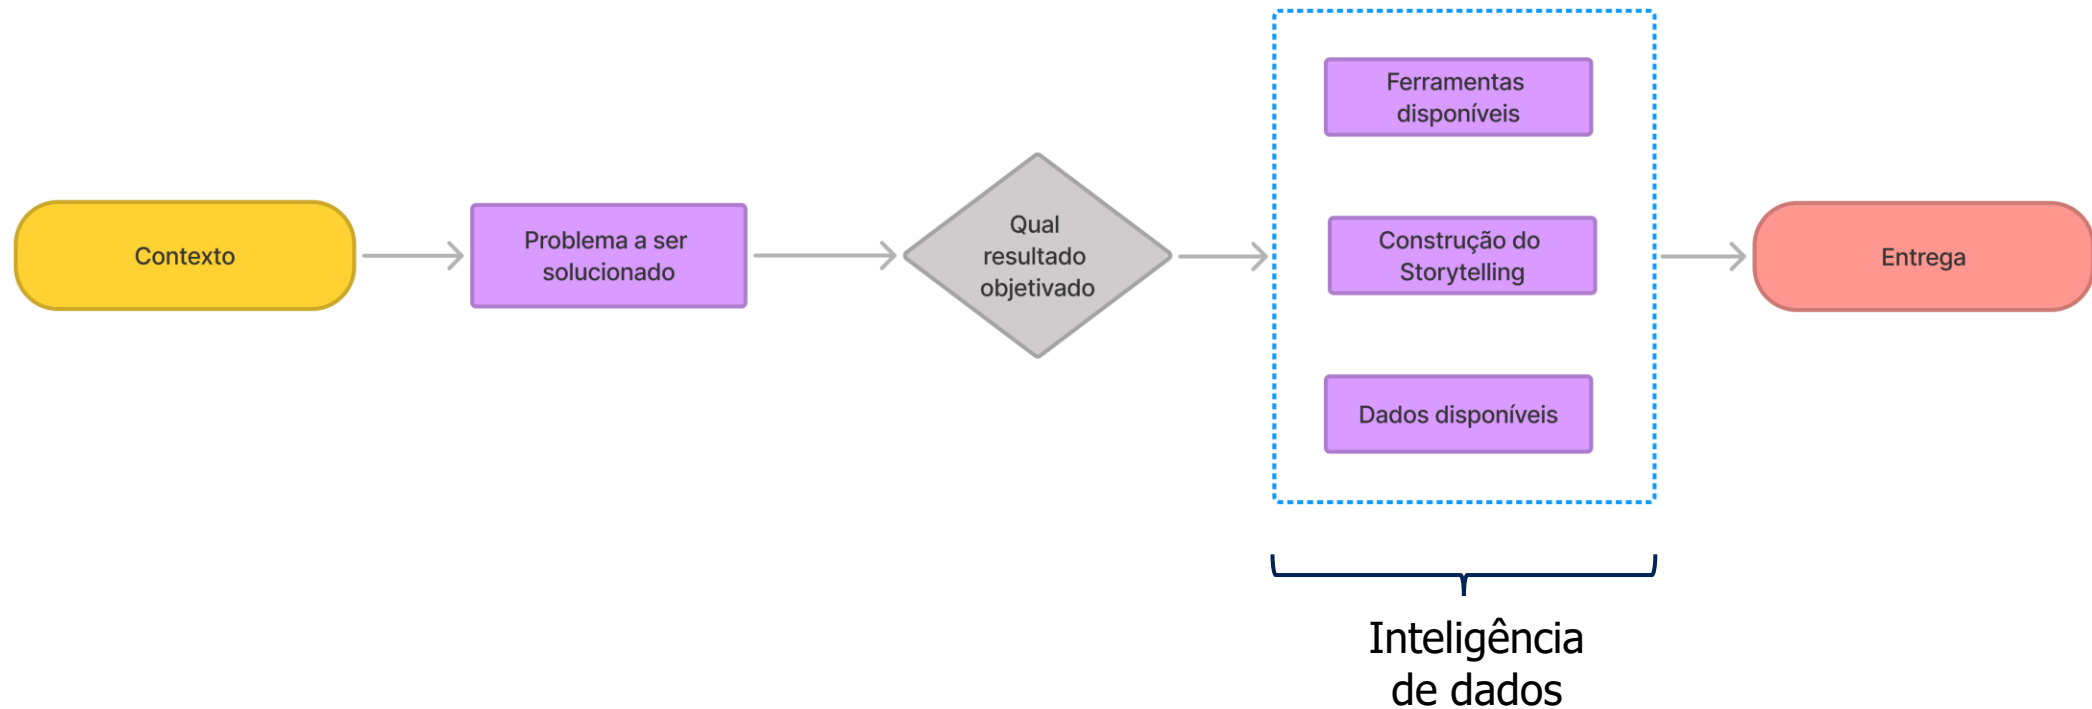 Contexto
Problema a ser
solucionado
Qual
resultado
objetivado
Ferramentas
disponíveis
Construção do
Storytelling
Dados disponíveis
Entrega
Inteligência
de dados